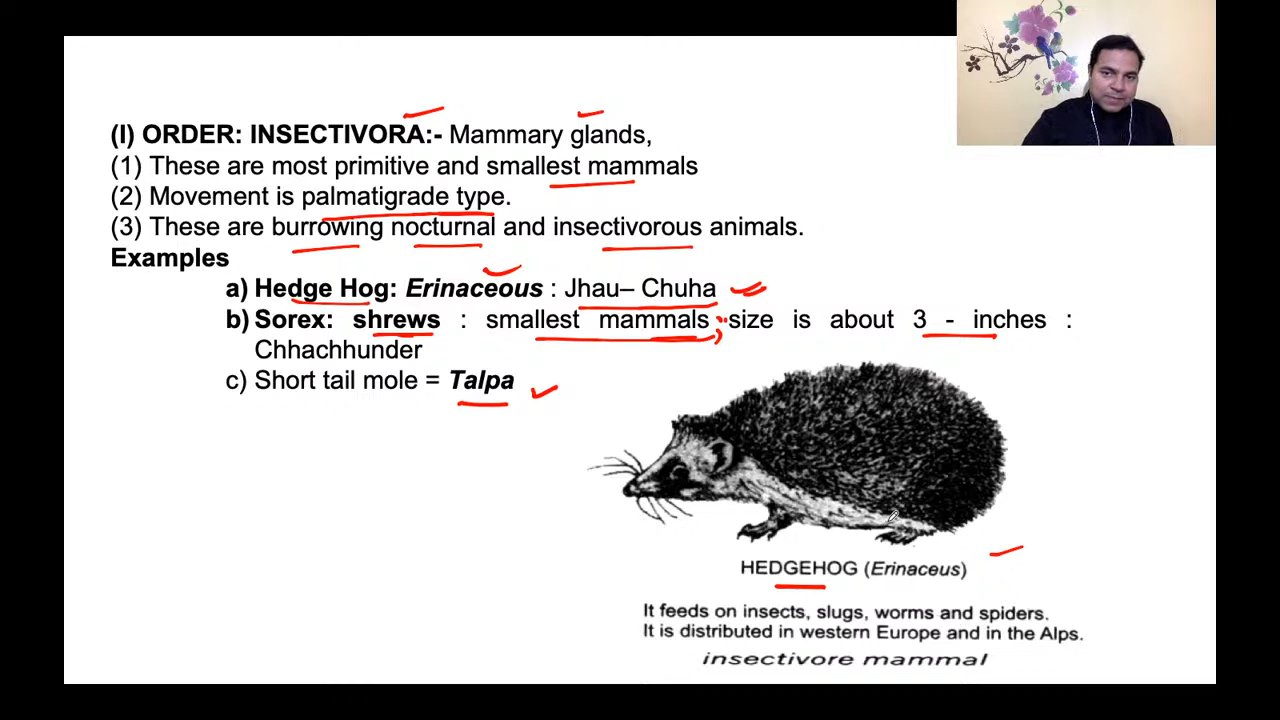 (I) ORDER: INSECTIVORA:- Mammary glands,
(1) These are most primitive and smallest mammals
(2) Movement is palmatigrade type.
(3) These are burrowing nocturnal and insectivorous animals.
Examples
a) Hedge Hog: Erinaceous : Jhau– Chuha
b) Sorex: shrews : smallest mammals ; size is about 3 - inches :
Chhachhunder
c) Short tail mole = Talpa
HEDGEHOG (Erinaceus)
It feeds on insects, slugs, worms and spiders.
It is distributed in western Europe and in the Alps.
insectivore mammal